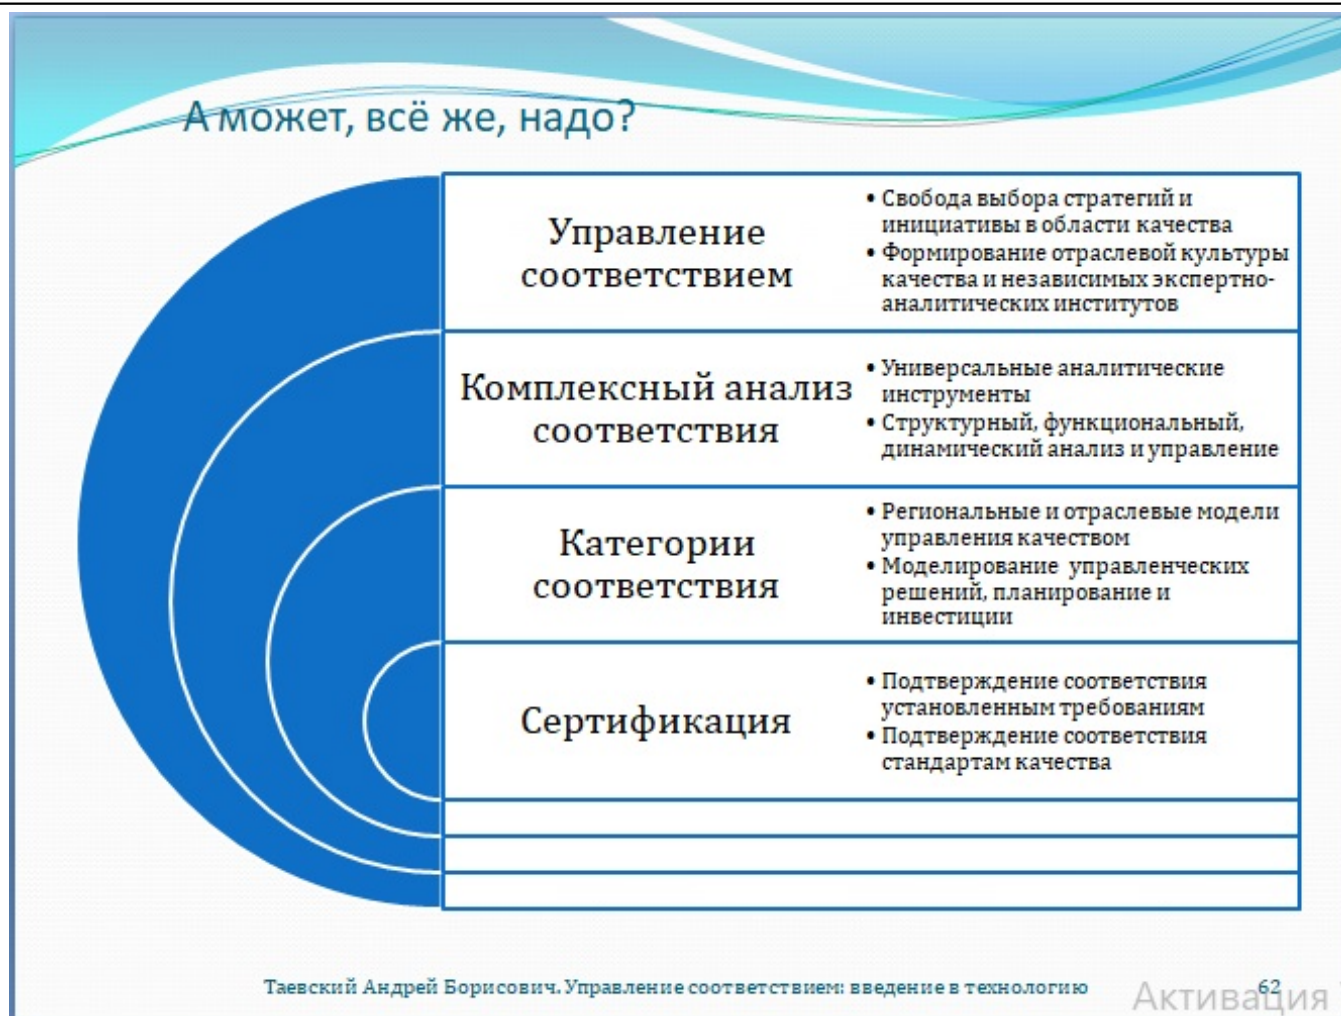 А может, всё же, надо?
Управление
соответствием
• Свобода выбора стратегий и
инициативы в области качества
• Формирование отраслевой культуры
качества и независимых экспертно-
аналитических институтов
Комплексный анализ
соответствия
• Универсальные аналитические
инструменты
• Структурный, функциональный,
динамический анализ и управление
Категории
соответствия
• Региональные и отраслевые модели
управления качеством
• Моделирование управленческих
решений, планирование и
инвестиции
Сертификация
• Подтверждение соответствия
установленным требованиям
• Подтверждение соответствия
стандартам качества
Таевский Андрей Борисович. Управление соответствием: введение в технологию
62
Активация